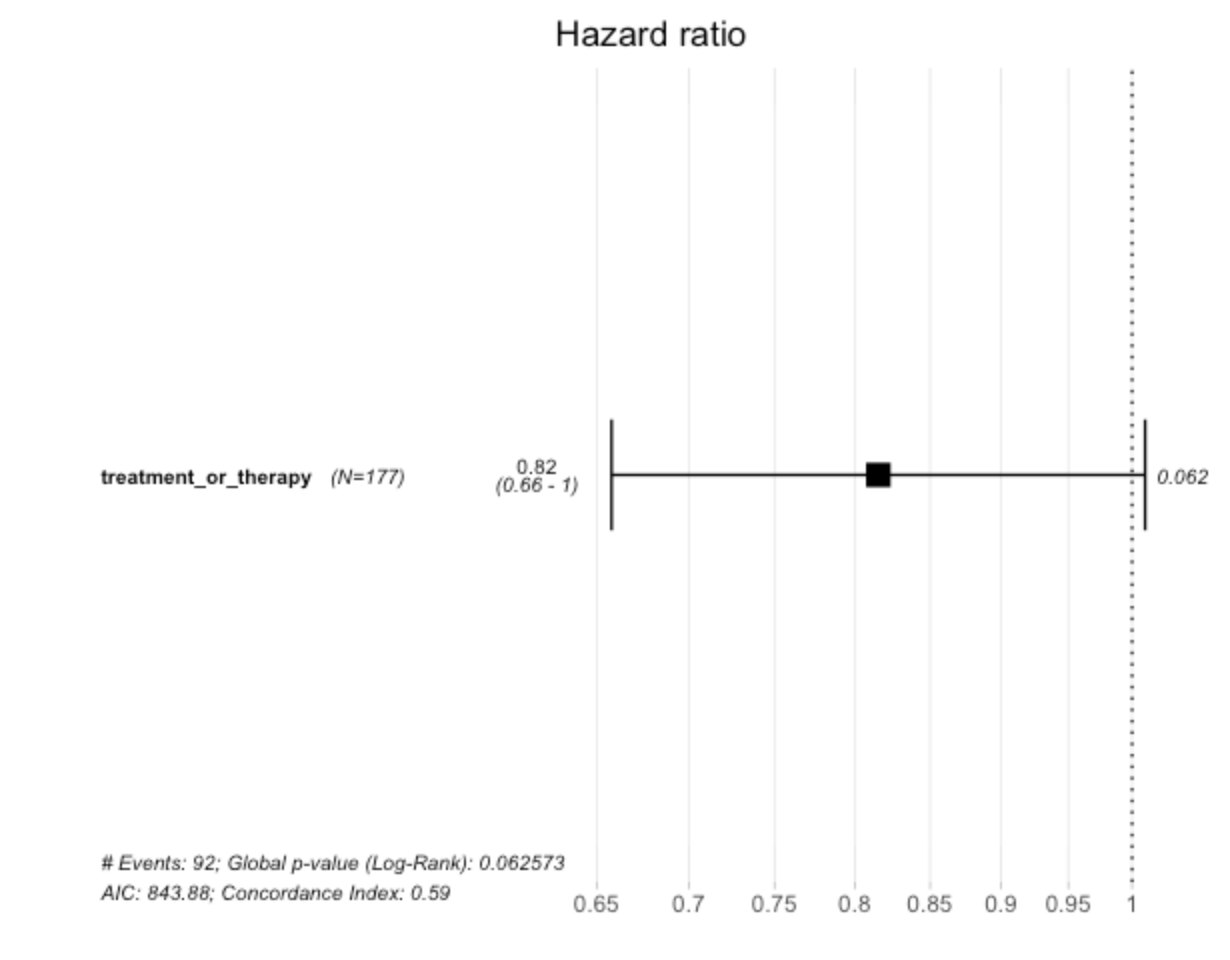 Hazard ratio
treatment_or_therapy (N=177)
0.82
(0.66 - 1)
0.062
# Events: 92; Global p-value (Log-Rank): 0.062573
AIC: 843.88; Concordance Index: 0.59
0.65 0.7 0.75 0.8 0.85 0.9 0.95 1